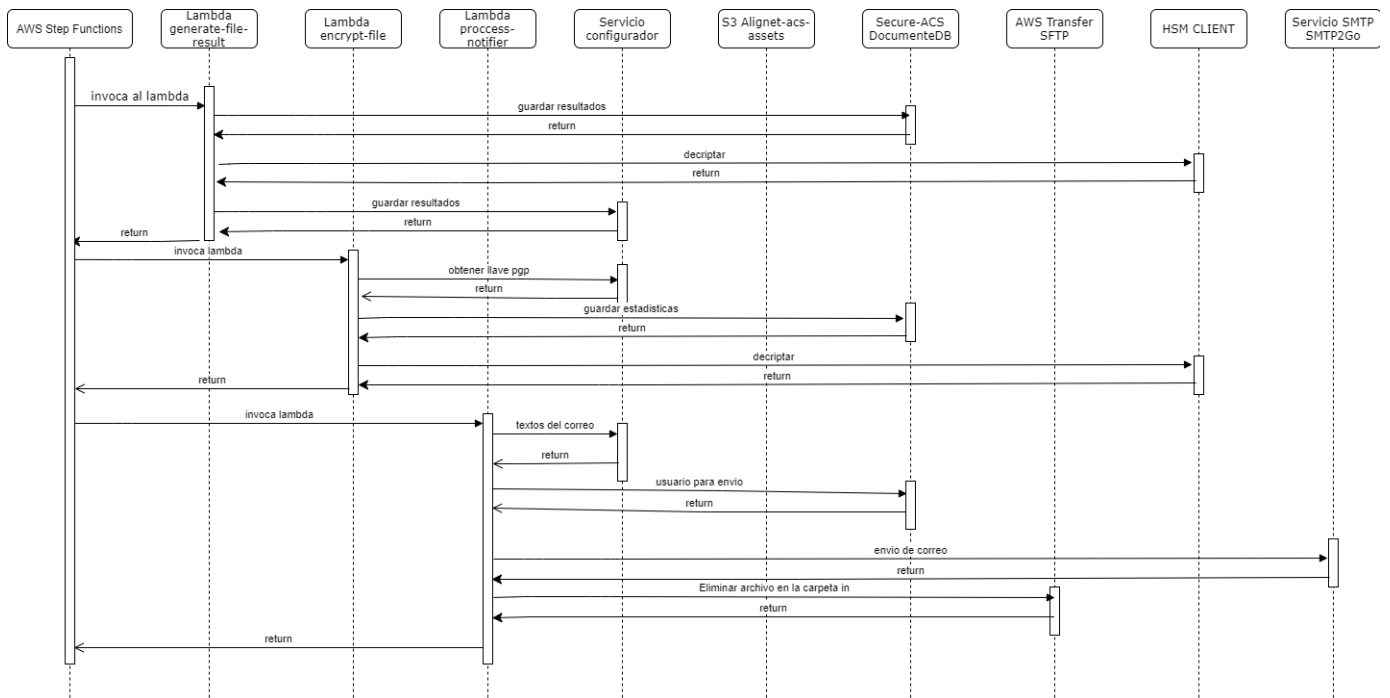 AWS Step Functions
Lambda
generate-file-
result
Lambda
encrypt-file
Lambda
proccess-
notifier
Servicio
configurador
S3 Alignet-acs-
assets
Secure-ACS
DocumenteDB
AWS Transfer
SFTP
HSM CLIENT
Servicio SMTP
SMTP2Go
invoca al lambda
guardar resultados
return
decriptar
return
guardar resultados
return
return
invoca lambda
obtener llave pgp
return
guardar estadisticas
return
decriptar
return
return
invoca lambda
textos del correo
return
usuario para envio
return
envio de correo
return
Eliminar archivo en la carpeta in
return
return